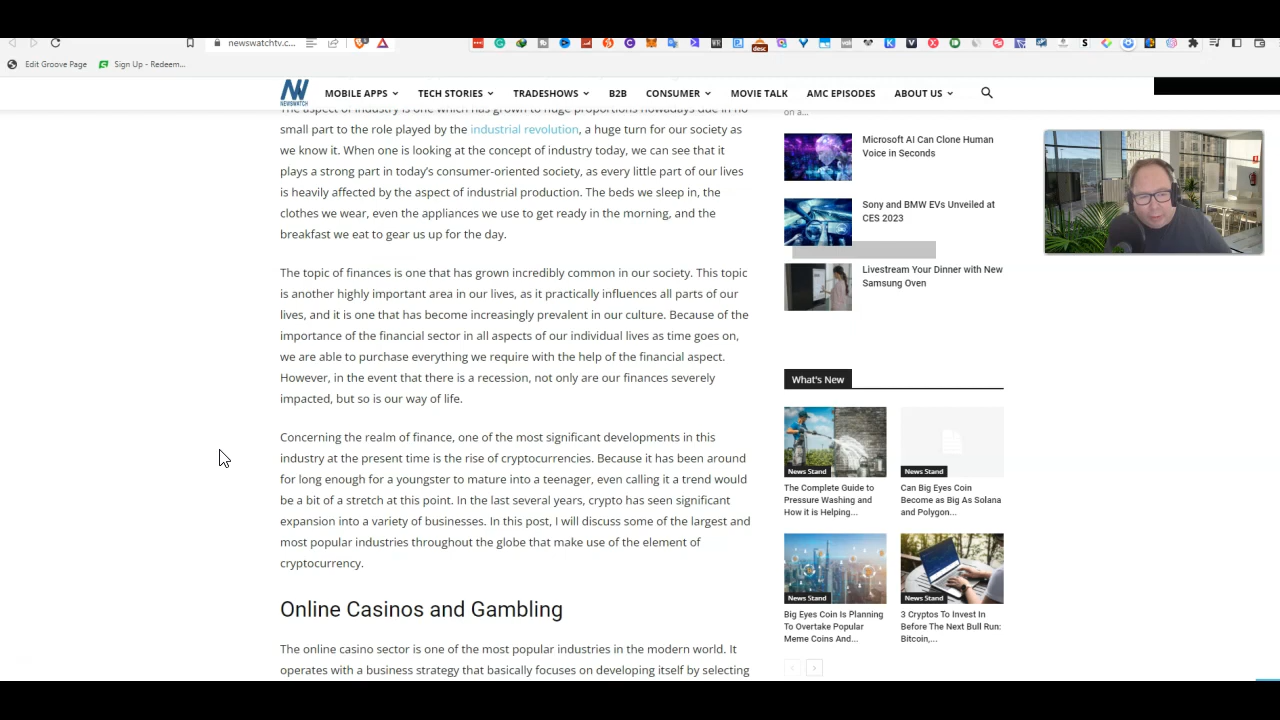 newswatchtv.c...
desc
Edit Groove Page
Sign Up - Redeem...
NW
NEWSWATCH
MOBILE APPS
TECH STORIES
TRADESHOWS
B2B
CONSUMER
MOVIE TALK
AMC EPISODES
ABOUT US
The aspect of industry is one which has grown to huge proportions nowadays due in no
small part to the role played by the industrial revolution, a huge turn for our society as
we know it. When one is looking at the concept of industry today, we can see that it
plays a strong part in today's consumer-oriented society, as every little part of our lives
is heavily affected by the aspect of industrial production. The beds we sleep in, the
clothes we wear, even the appliances we use to get ready in the morning, and the
breakfast we eat to gear us up for the day.
The topic of finances is one that has grown incredibly common in our society. This topic
is another highly important area in our lives, as it practically influences all parts of our
lives, and it is one that has become increasingly prevalent in our culture. Because of the
importance of the financial sector in all aspects of our individual lives as time goes on,
we are able to purchase everything we require with the help of the financial aspect.
However, in the event that there is a recession, not only are our finances severely
impacted, but so is our way of life.
Concerning the realm of finance, one of the most significant developments in this
industry at the present time is the rise of cryptocurrencies. Because it has been around
for long enough for a youngster to mature into a teenager, even calling it a trend would
be a bit of a stretch at this point. In the last several years, crypto has seen significant
expansion into a variety of businesses. In this post, I will discuss some of the largest and
most popular industries throughout the globe that make use of the element of
cryptocurrency.
Online Casinos and Gambling
The online casino sector is one of the most popular industries in the modern world. It
operates with a business strategy that basically focuses on developing itself by selecting
on a...
Microsoft AI Can Clone Human
Voice in Seconds
Sony and BMW EVs Unveiled at
CES 2023
Livestream Your Dinner with New
Samsung Oven
What's New
News Stand
The Complete Guide to
Pressure Washing and
How it is Helping...
News Stand
Can Big Eyes Coin
Become as Big As Solana
and Polygon...
News Stand
Big Eyes Coin Is Planning
To Overtake Popular
Meme Coins And...
News Stand
3 Cryptos To Invest In
Before The Next Bull Run:
Bitcoin,...